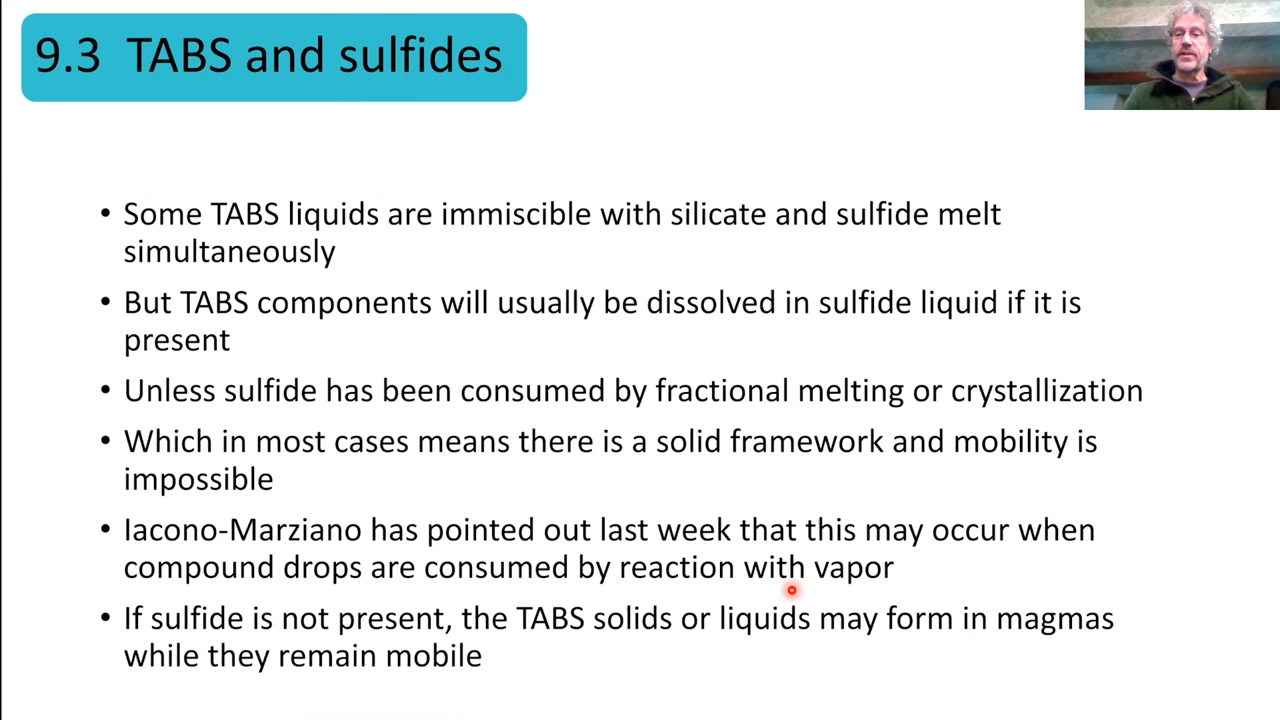 9.3 TABS and sulfides
• Some TABS liquids are immiscible with silicate and sulfide melt
simultaneously
• But TABS components will usually be dissolved in sulfide liquid if it is
present
• Unless sulfide has been consumed by fractional melting or crystallization
• Which in most cases means there is a solid framework and mobility is
impossible
• Iacono-Marziano has pointed out last week that this may occur when
compound drops are consumed by reaction with vapor
• If sulfide is not present, the TABS solids or liquids may form in magmas
while they remain mobile